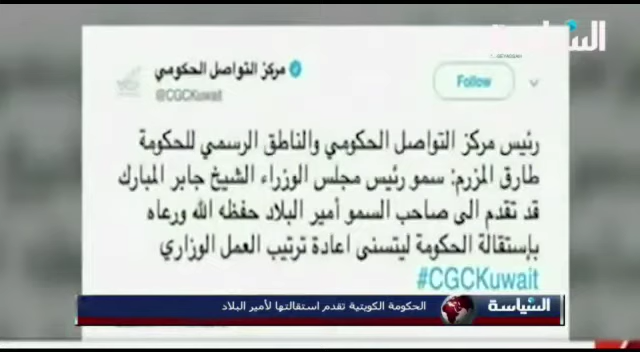 السياسة
مركز التواصل الحكومي
@CGCKuwait
Follow
رئيس مركز التواصل الحكومي والناطق الرسمي للحكومة
طارق المزرم: سمو رئيس مجلس الوزراء الشيخ جابر المبارك
قد تقدم الى صاحب السمو أمير البلاد حفظه الله ورعاه
بإستقالة الحكومة ليتسنى اعادة ترتيب العمل الوزاري
#CGCKuwait
السياسة
الحكومة الكويتية تقدم استقالتها لأمير البلاد